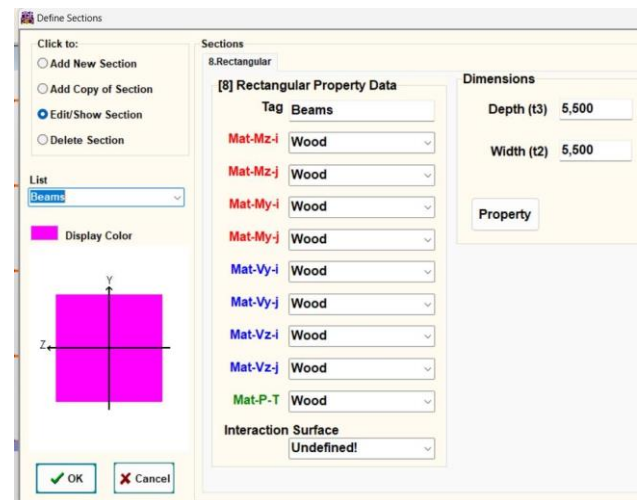 Define Sections
Click to:
Add New Section
Add Copy of Section
Edit/Show Section
Delete Section
List
Beams
Display Color
Y
Z
OK
Cancel
Sections
8.Rectangular
[8] Rectangular Property Data
Tag Beams
Mat-Mz-i Wood
Mat-Mz-j Wood
Mat-My-i Wood
Mat-My-j Wood
Mat-Vy-i Wood
Mat-Vy-j Wood
Mat-Vz-i Wood
Mat-Vz-j Wood
Mat-P-T Wood
Interaction Surface
Undefined!
Dimensions
Depth (t3) 5,500
Width (t2) 5,500
Property